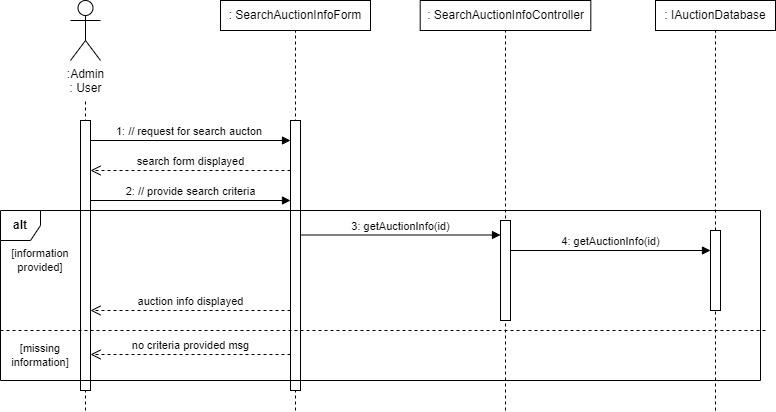 : SearchAuctionInfoForm
: SearchAuctionInfoController
: IAuctionDatabase
:Admin
: User
1: // request for search aucton
search form displayed
2: // provide search criteria
alt
[information
provided]
3: getAuctionInfo(id)
4: getAuctionInfo(id)
auction info displayed
[missing
information]
no criteria provided msg